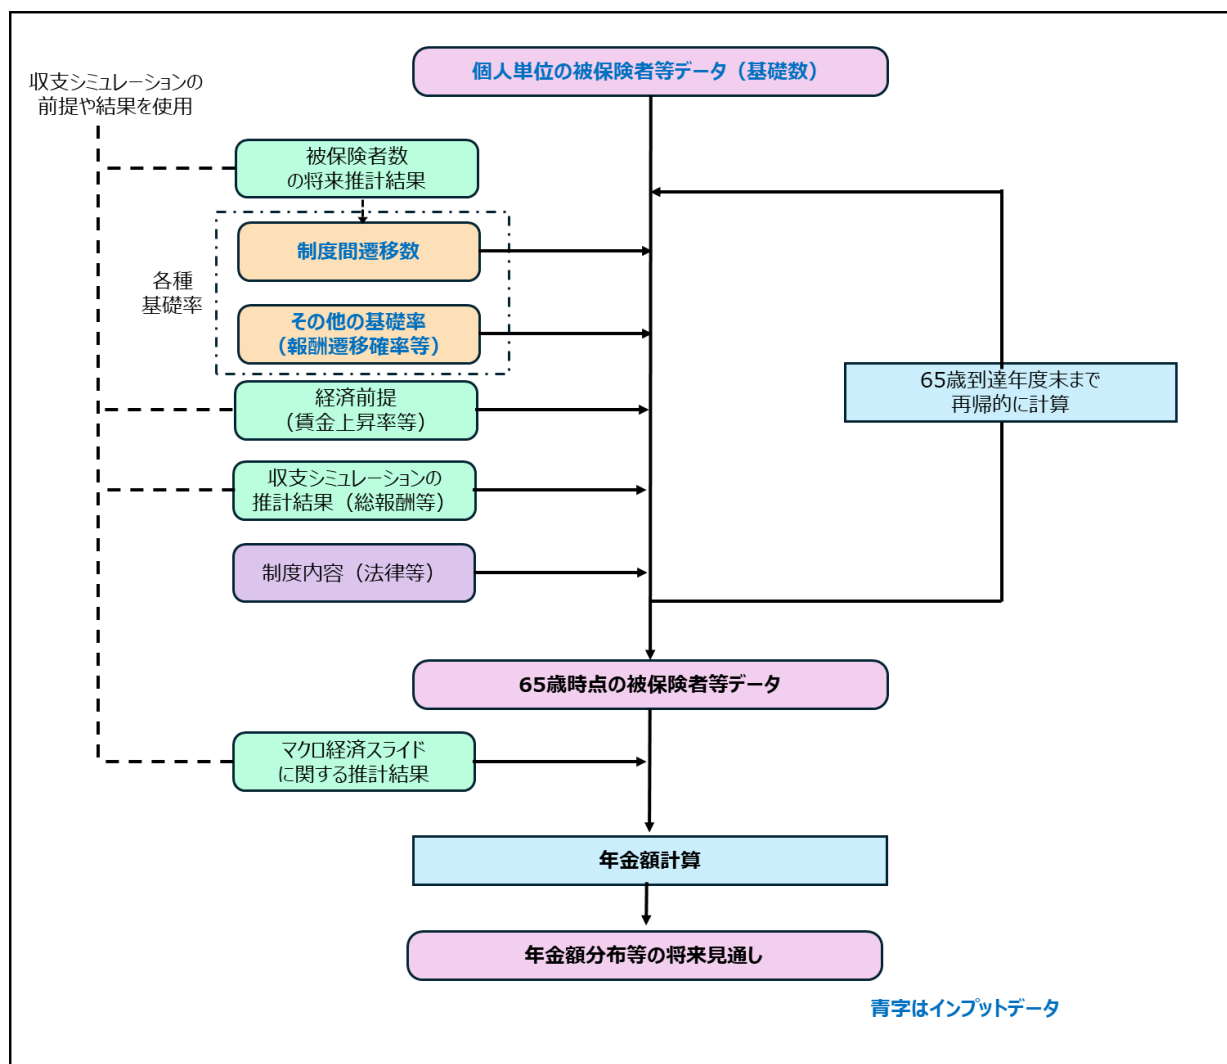 個人単位の被保険者等データ（基礎数）
収支シミュレーションの
前提や結果を使用
被保険者数
の将来推計結果
制度間遷移数
各種
基礎率
その他の基礎率
（報酬遷移確率等）
65歳到達年度末まで
再帰的に計算
経済前提
（賃金上昇率等）
収支シミュレーションの
推計結果（総報酬等）
制度内容（法律等）
65歳時点の被保険者等データ
マクロ経済スライド
に関する推計結果
年金額計算
年金額分布等の将来見通し
青字はインプットデータ